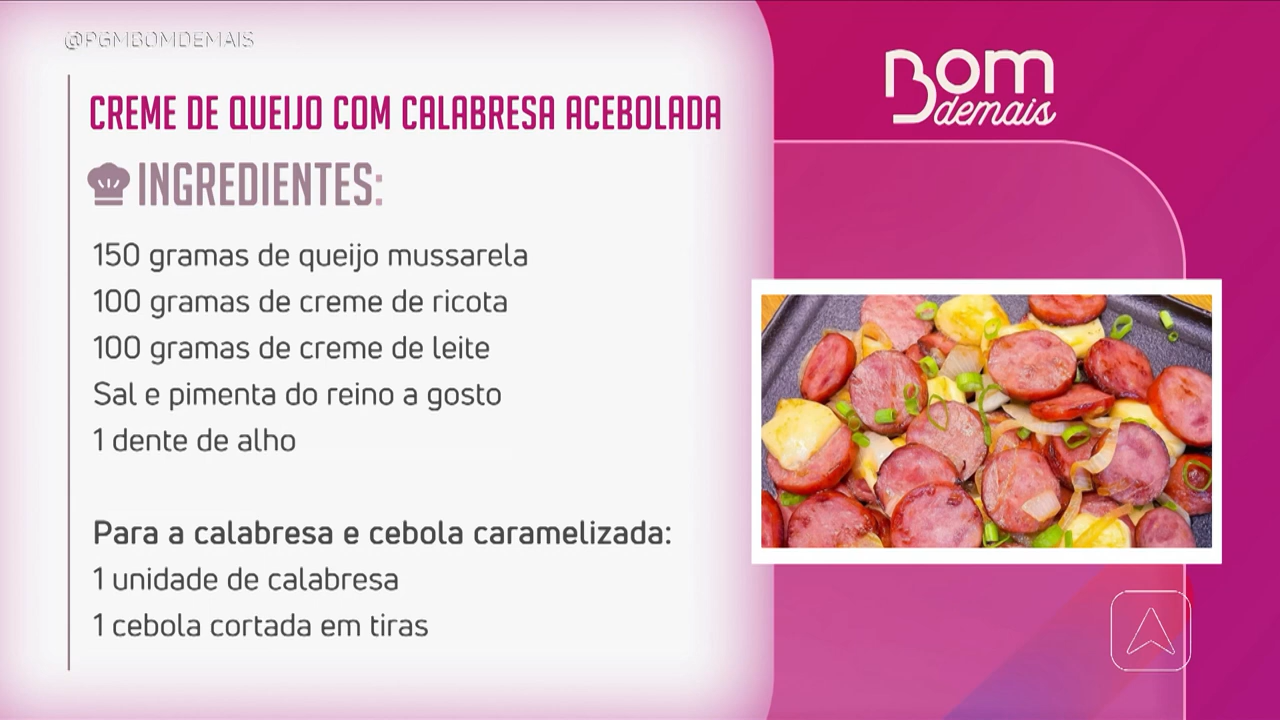 @PGMBOMDEMAIS
CREME DE QUEIJO COM CALABRESA ACEBOLADA
INGREDIENTES:
150 gramas de queijo mussarela
100 gramas de creme de ricota
100 gramas de creme de leite
Sal e pimenta do reino a gosto
1 dente de alho
Para a calabresa e cebola caramelizada:
1 unidade de calabresa
1 cebola cortada em tiras
Bom
demais